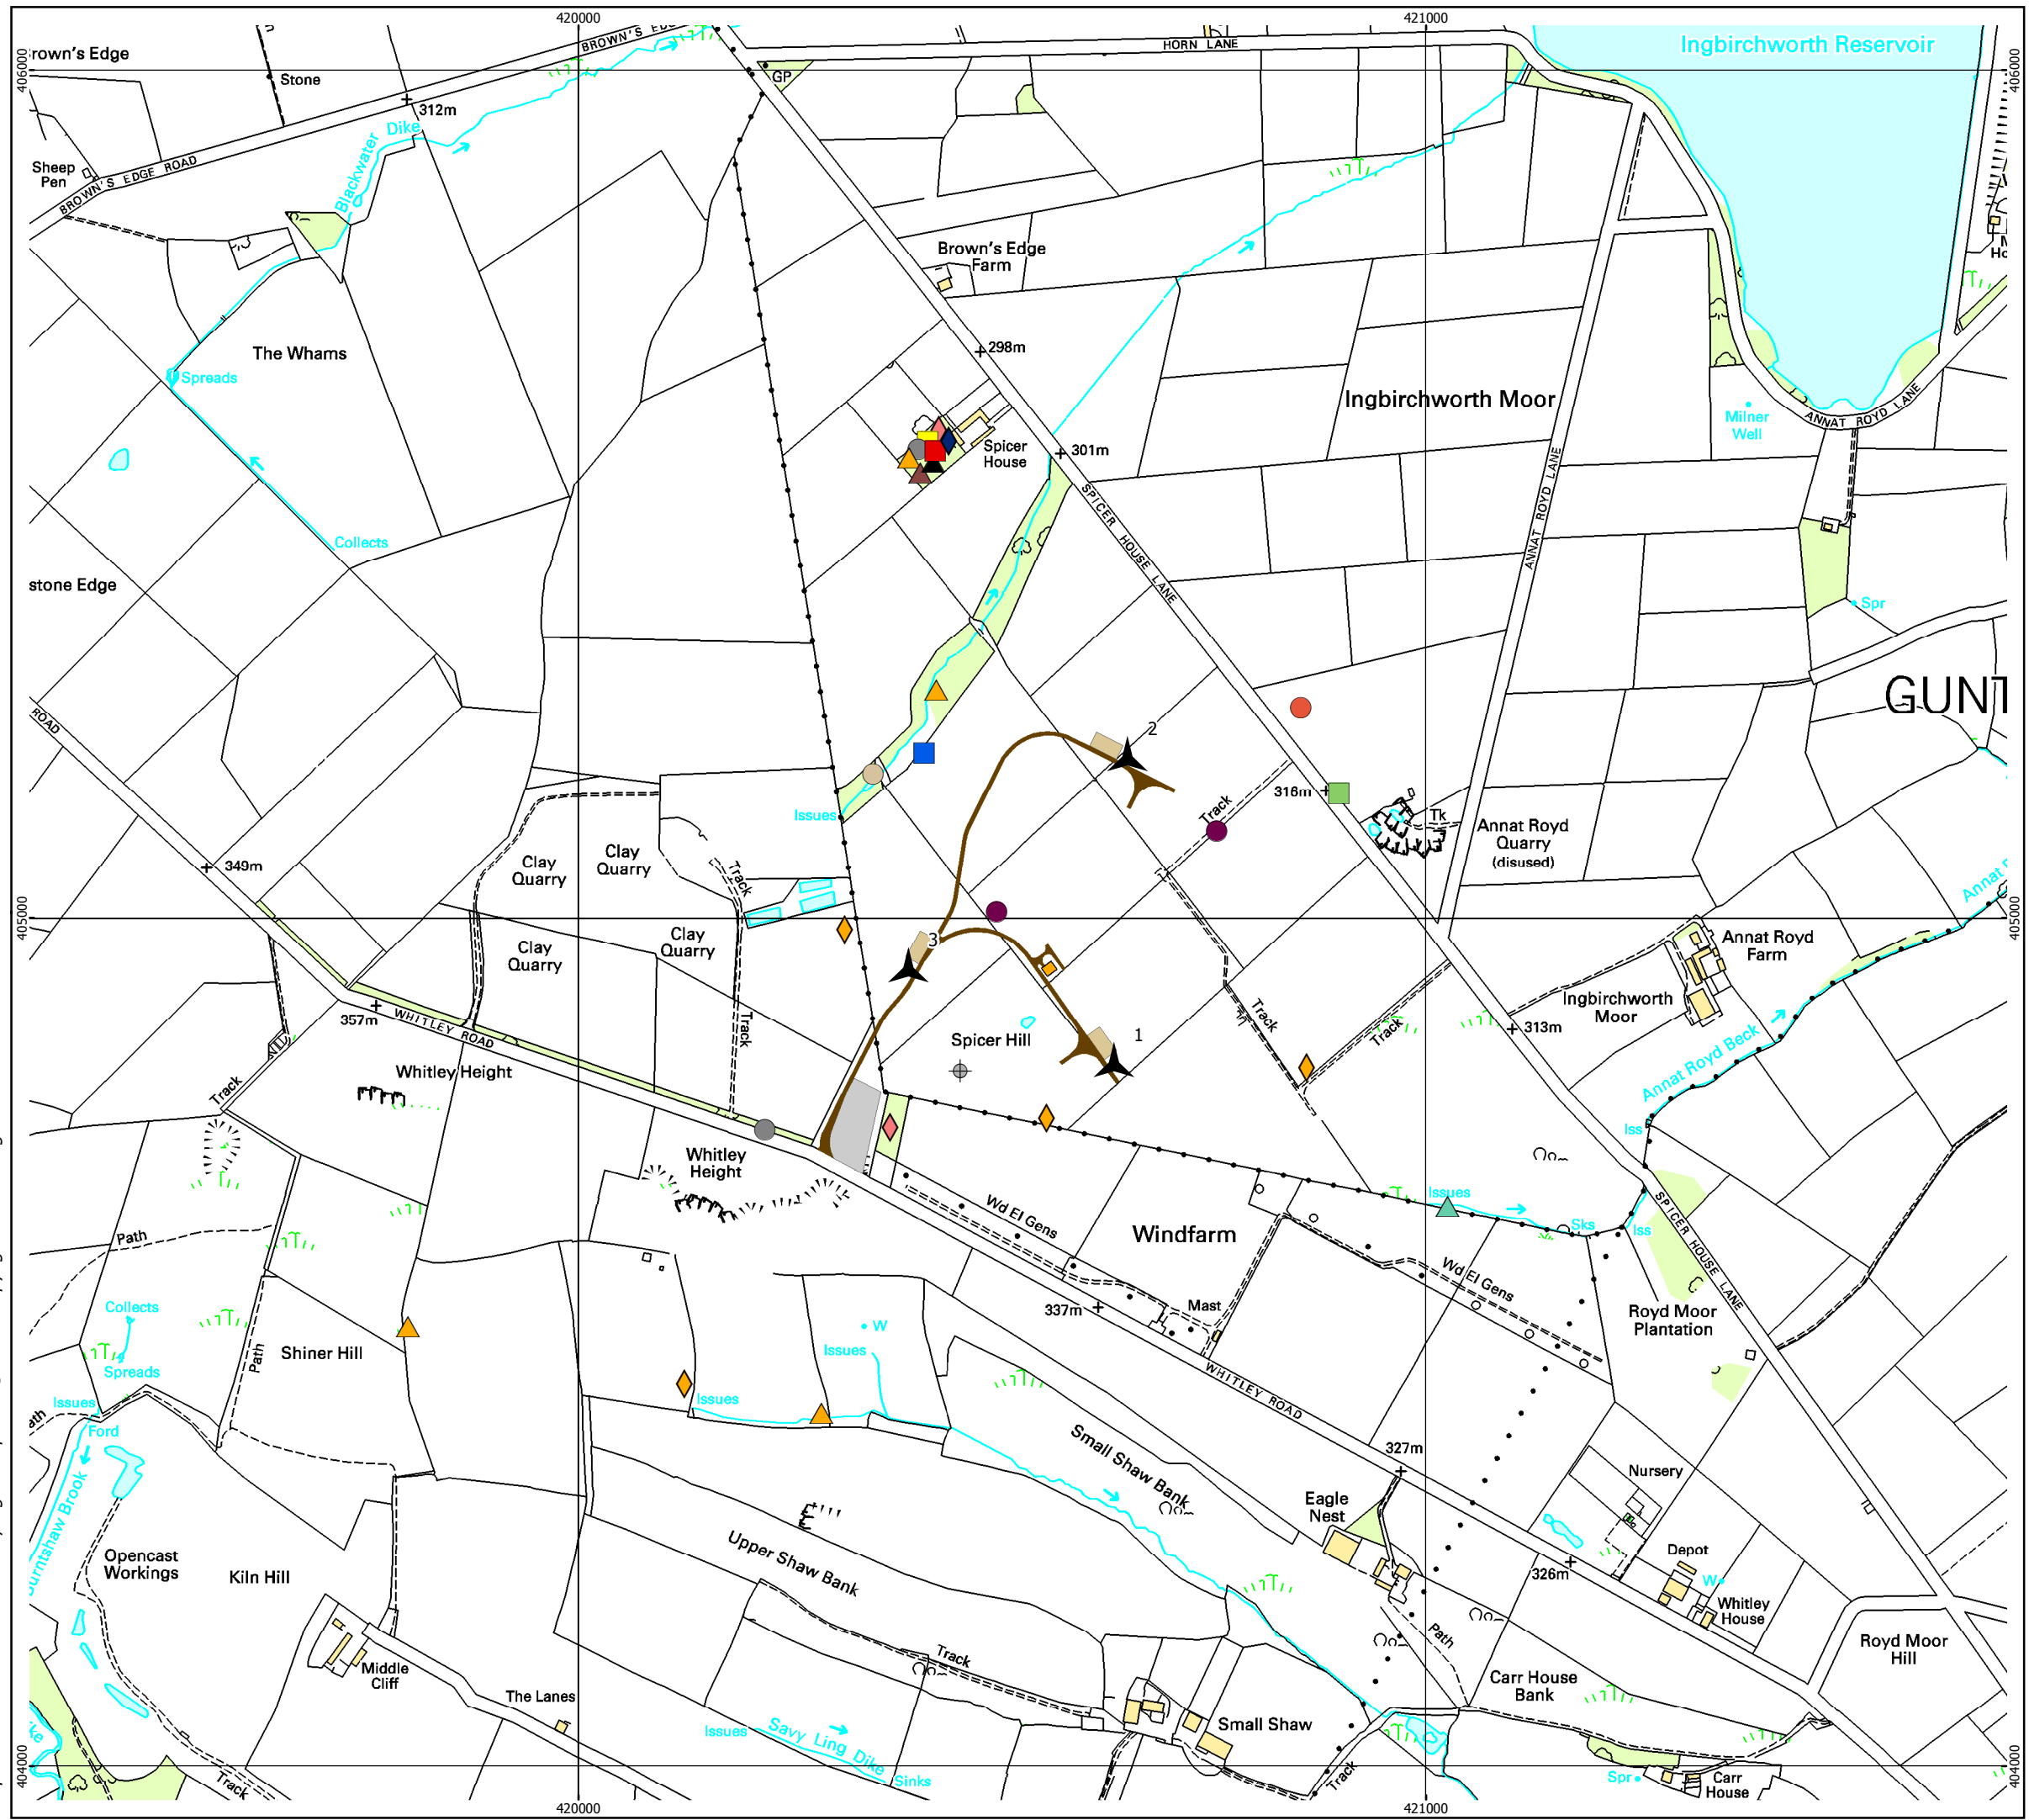 420000
421000
406000
406000
rown's Edge
BROWN'S EDGE
HORN LANE
Ingbirchworth Reservoir
Stone
GP
312m
Dike
Blackwater
Sheep
Pen
BROWN'S EDGE ROAD
Brown's Edge
Farm
The Whams
298m
Spreads
Ingbirchworth Moor
ANNAT ROYD LANE
Milner
Well
Spicer
House
301m
Collects
SPICER HOUSE LANE
ANNAT ROYD LANE
stone Edge
Spr
GUNT
ROAD
2
Issues
316m
Track
Tk
Annat Royd
Quarry
(disused)
Clay
Quarry
Clay
Quarry
349m
Track
405000
405000
3
Clay
Quarry
Clay
Quarry
Annat Royd
Farm
Ingbirchworth
Moor
357m
WHITLEY ROAD
Track
Spicer Hill
1
Track
Track
313m
Annat Royd Beck
Whitley Height
Track
Iss
Whitley
Height
Wd El Gens
Windfarm
Issues
Sks
Iss
SPICER HOUSE LANE
Path
Wd El Gens
Collects
337m
Mast
Royd Moor
Plantation
W
Issues
Shiner Hill
Path
Spreads
Issues
Issues
WHITLEY ROAD
Ford
Small Shaw Bank
327m
Nursery
Eagle
Nest
Opencast
Workings
Kiln Hill
Upper Shaw Bank
Depot
326m
W
Whitley
House
Path
Royd Moor
Hill
Track
Middle
Cliff
The Lanes
Carr House
Bank
Small Shaw
Issues
Savy Ling Dike
Sinks
Track
Track
Spr
Carr
House
404000
404000
420000
421000